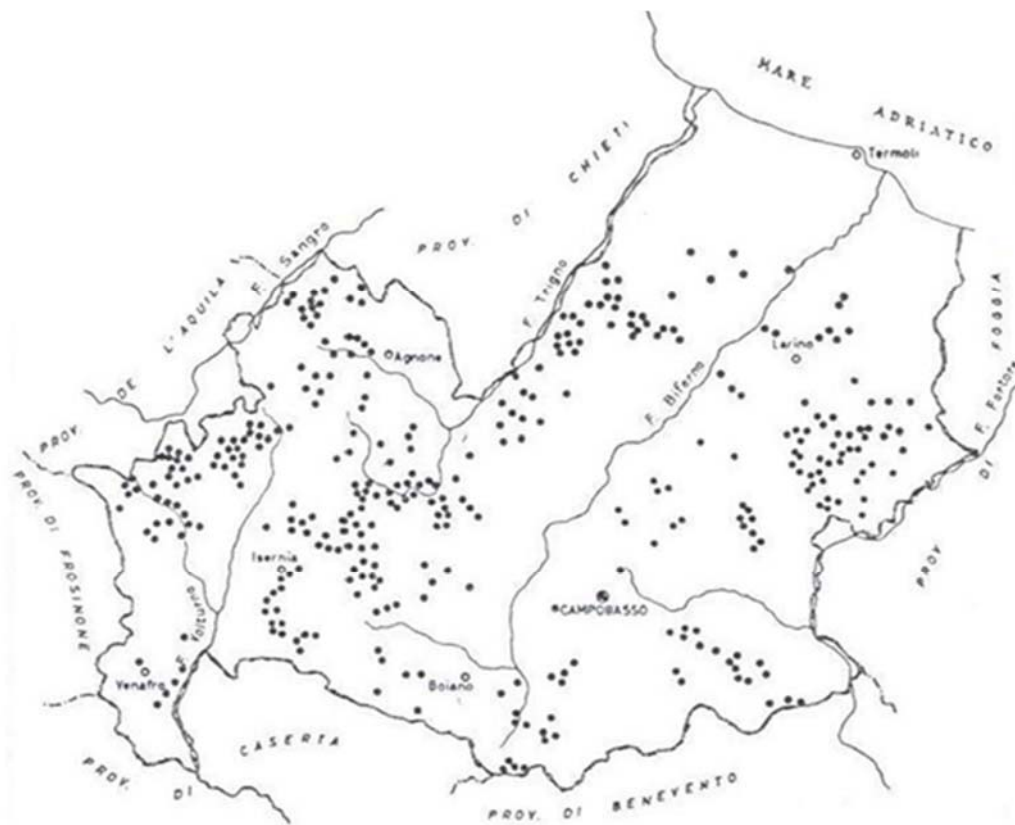 MARE
ADRIATICO
Termoli
PROV. DI CHIETI
F. Sangro
L'AQUILA
F. Trigno
Agnone
PROV. DE
Larino
F. Biferno
FOGGIA
F. Fortore
PROV. DI
PROV. DI FROSINONE
Isernia
CAMPOBASSO
F. Volturno
Venafro
Boiano
CASERTA
PROV. DI
PROV. DI BENEVENTO